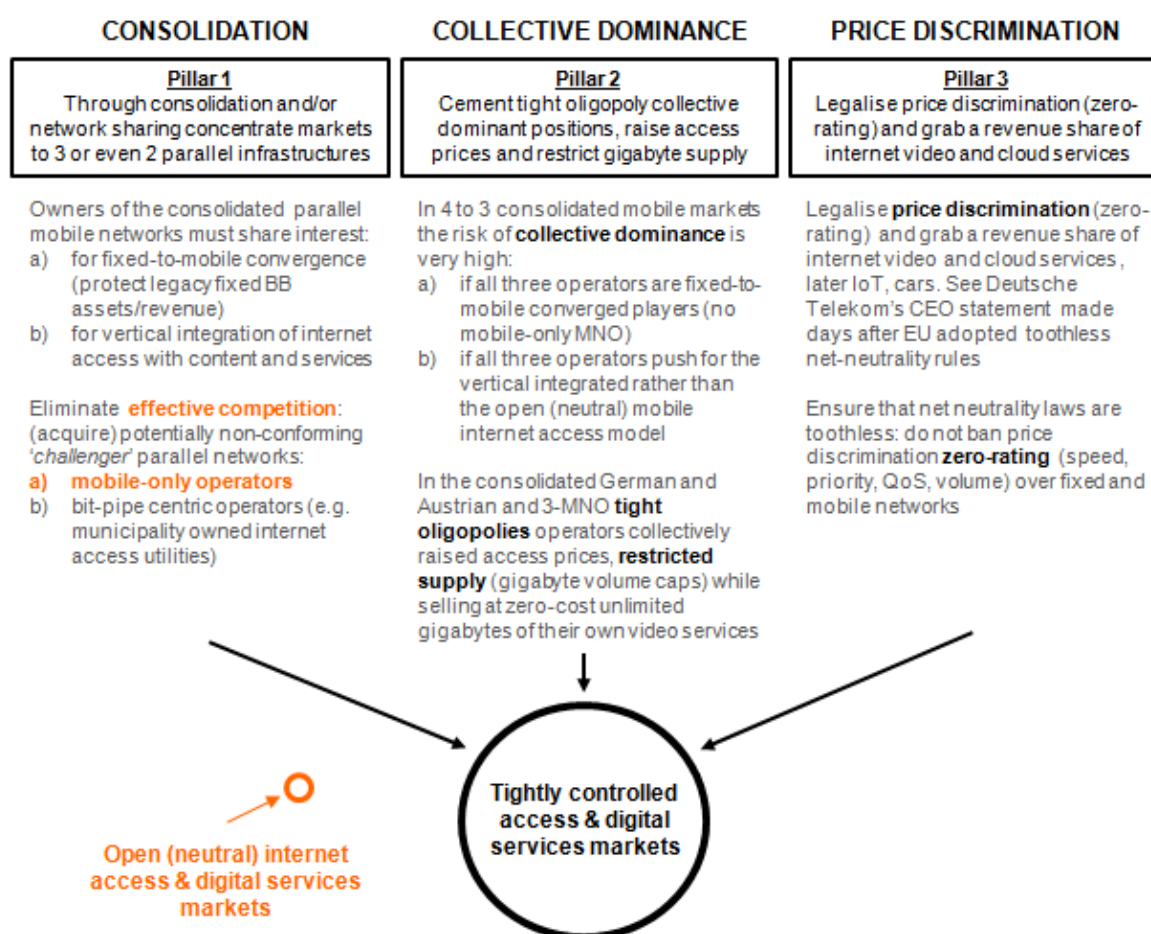 CONSOLIDATION
Pillar 1
Through consolidation and/or
network sharing concentrate markets
to 3 or even 2 parallel infrastructures
Owners of the consolidated parallel
mobile networks must share interest:
a) for fixed-to-mobile convergence
(protect legacy fixed BB
assets/revenue)
b) for vertical integration of internet
access with content and services
Eliminate effective competition:
(acquire) potentially non-conforming
'challenger' parallel networks:
a) mobile-only operators
b) bit-pipe centric operators (e.g.
municipality owned internet
access utilities)
COLLECTIVE DOMINANCE
Pillar 2
Cement tight oligopoly collective
dominant positions, raise access
prices and restrict gigabyte supply
In 4 to 3 consolidated mobile markets
the risk of collective dominance is
very high:
a) if all three operators are fixed-to-
mobile converged players (no
mobile-only MNO)
b) if all three operators push for the
vertical integrated rather than
the open (neutral) mobile
internet access model
In the consolidated German and
Austrian and 3-MNO tight
oligopolies operators collectively
raised access prices, restricted
supply (gigabyte volume caps) while
selling at zero-cost unlimited
gigabytes of their own video services
PRICE DISCRIMINATION
Pillar 3
Legalise price discrimination (zero-
rating) and grab a revenue share of
internet video and cloud services
Legalise price discrimination (zero-
rating) and grab a revenue share of
internet video and cloud services,
later IoT, cars. See Deutsche
Telekom's CEO statement made
days after EU adopted toothless
net-neutrality rules
Ensure that net neutrality laws are
toothless: do not ban price
discrimination zero-rating (speed,
priority, QoS, volume) over fixed and
mobile networks
Tightly controlled
access & digital
services markets
Open (neutral) internet
access & digital services
markets